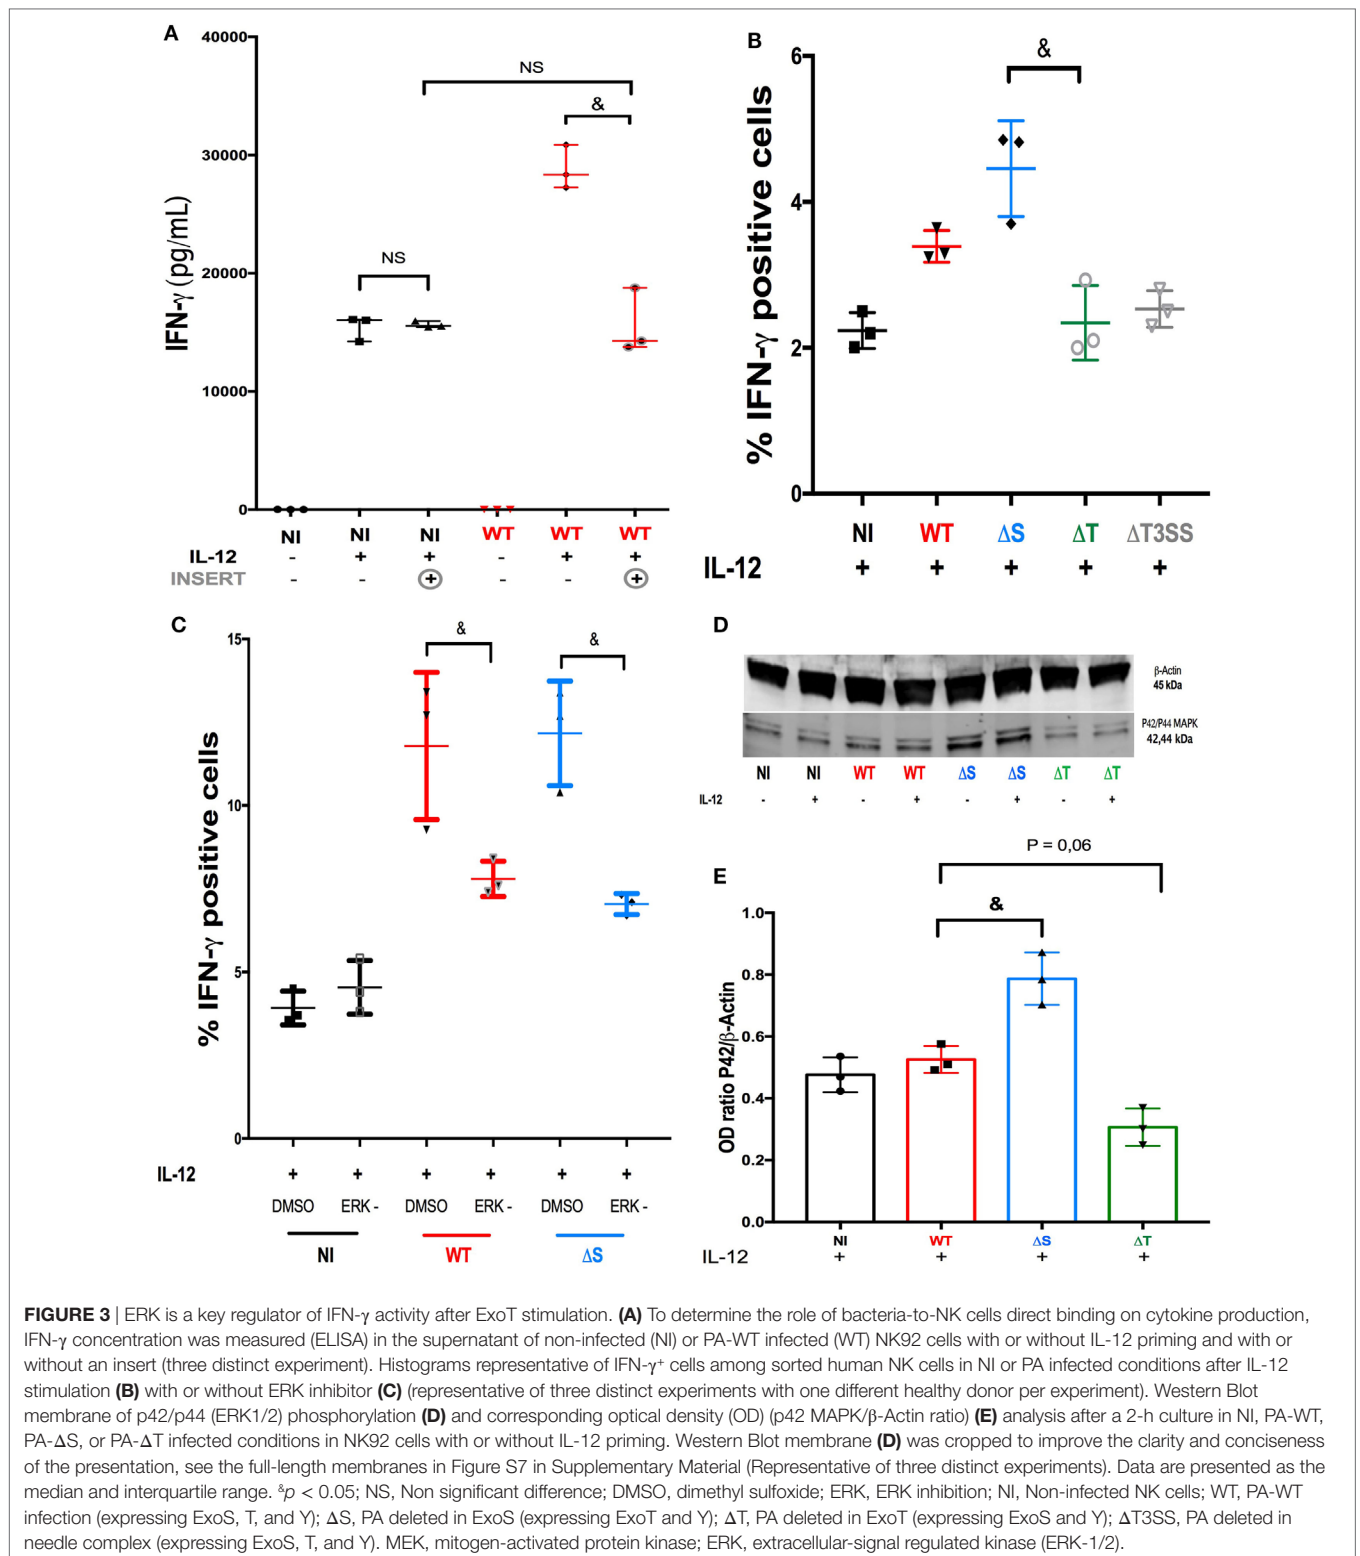 A
40000
30000
20000
10000
0
IFN-γ (pg/mL)
NS
NS
&
NI NI NI WT WT WT
IL-12 - + + - + +
INSERT - - + - - +
B
6
4
2
0
% IFN-γ positive cells
&
NI WT ΔS ΔT ΔT3SS
IL-12 + + + + +
C
15
10
5
0
% IFN-γ positive cells
&
&
IL-12 + + + + + +
DMSO ERK - DMSO ERK - DMSO ERK -
NI WT ΔS
D
β-Actin
45 kDa
P42/P44 MAPK
42,44 kDa
NI NI WT WT ΔS ΔS ΔT ΔT
IL-12 - + - + - + - +
E
P = 0,06
&
1.0
0.8
0.6
0.4
0.2
0.0
OD ratio P42/β-Actin
NI WT ΔS ΔT
IL-12 + + + +
FIGURE 3 | ERK is a key regulator of IFN-γ activity after ExoT stimulation. (A) To determine the role of bacteria-to-NK cells direct binding on cytokine production,
IFN-γ concentration was measured (ELISA) in the supernatant of non-infected (NI) or PA-WT infected (WT) NK92 cells with or without IL-12 priming and with or
without an insert (three distinct experiment). Histograms representative of IFN-γ⁺ cells among sorted human NK cells in NI or PA infected conditions after IL-12
stimulation (B) with or without ERK inhibitor (C) (representative of three distinct experiments with one different healthy donor per experiment). Western Blot
membrane of p42/p44 (ERK1/2) phosphorylation (D) and corresponding optical density (OD) (p42 MAPK/β-Actin ratio) (E) analysis after a 2-h culture in NI, PA-WT,
PA-ΔS, or PA-ΔT infected conditions in NK92 cells with or without IL-12 priming. Western Blot membrane (D) was cropped to improve the clarity and conciseness
of the presentation, see the full-length membranes in Figure S7 in Supplementary Material (Representative of three distinct experiments). Data are presented as the
median and interquartile range. &p < 0.05; NS, Non significant difference; DMSO, dimethyl sulfoxide; ERK, ERK inhibition; NI, Non-infected NK cells; WT, PA-WT
infection (expressing ExoS, T, and Y); ΔS, PA deleted in ExoS (expressing ExoT and Y); ΔT, PA deleted in ExoT (expressing ExoS and Y); ΔT3SS, PA deleted in
needle complex (expressing ExoS, T, and Y). MEK, mitogen-activated protein kinase; ERK, extracellular-signal regulated kinase (ERK-1/2).